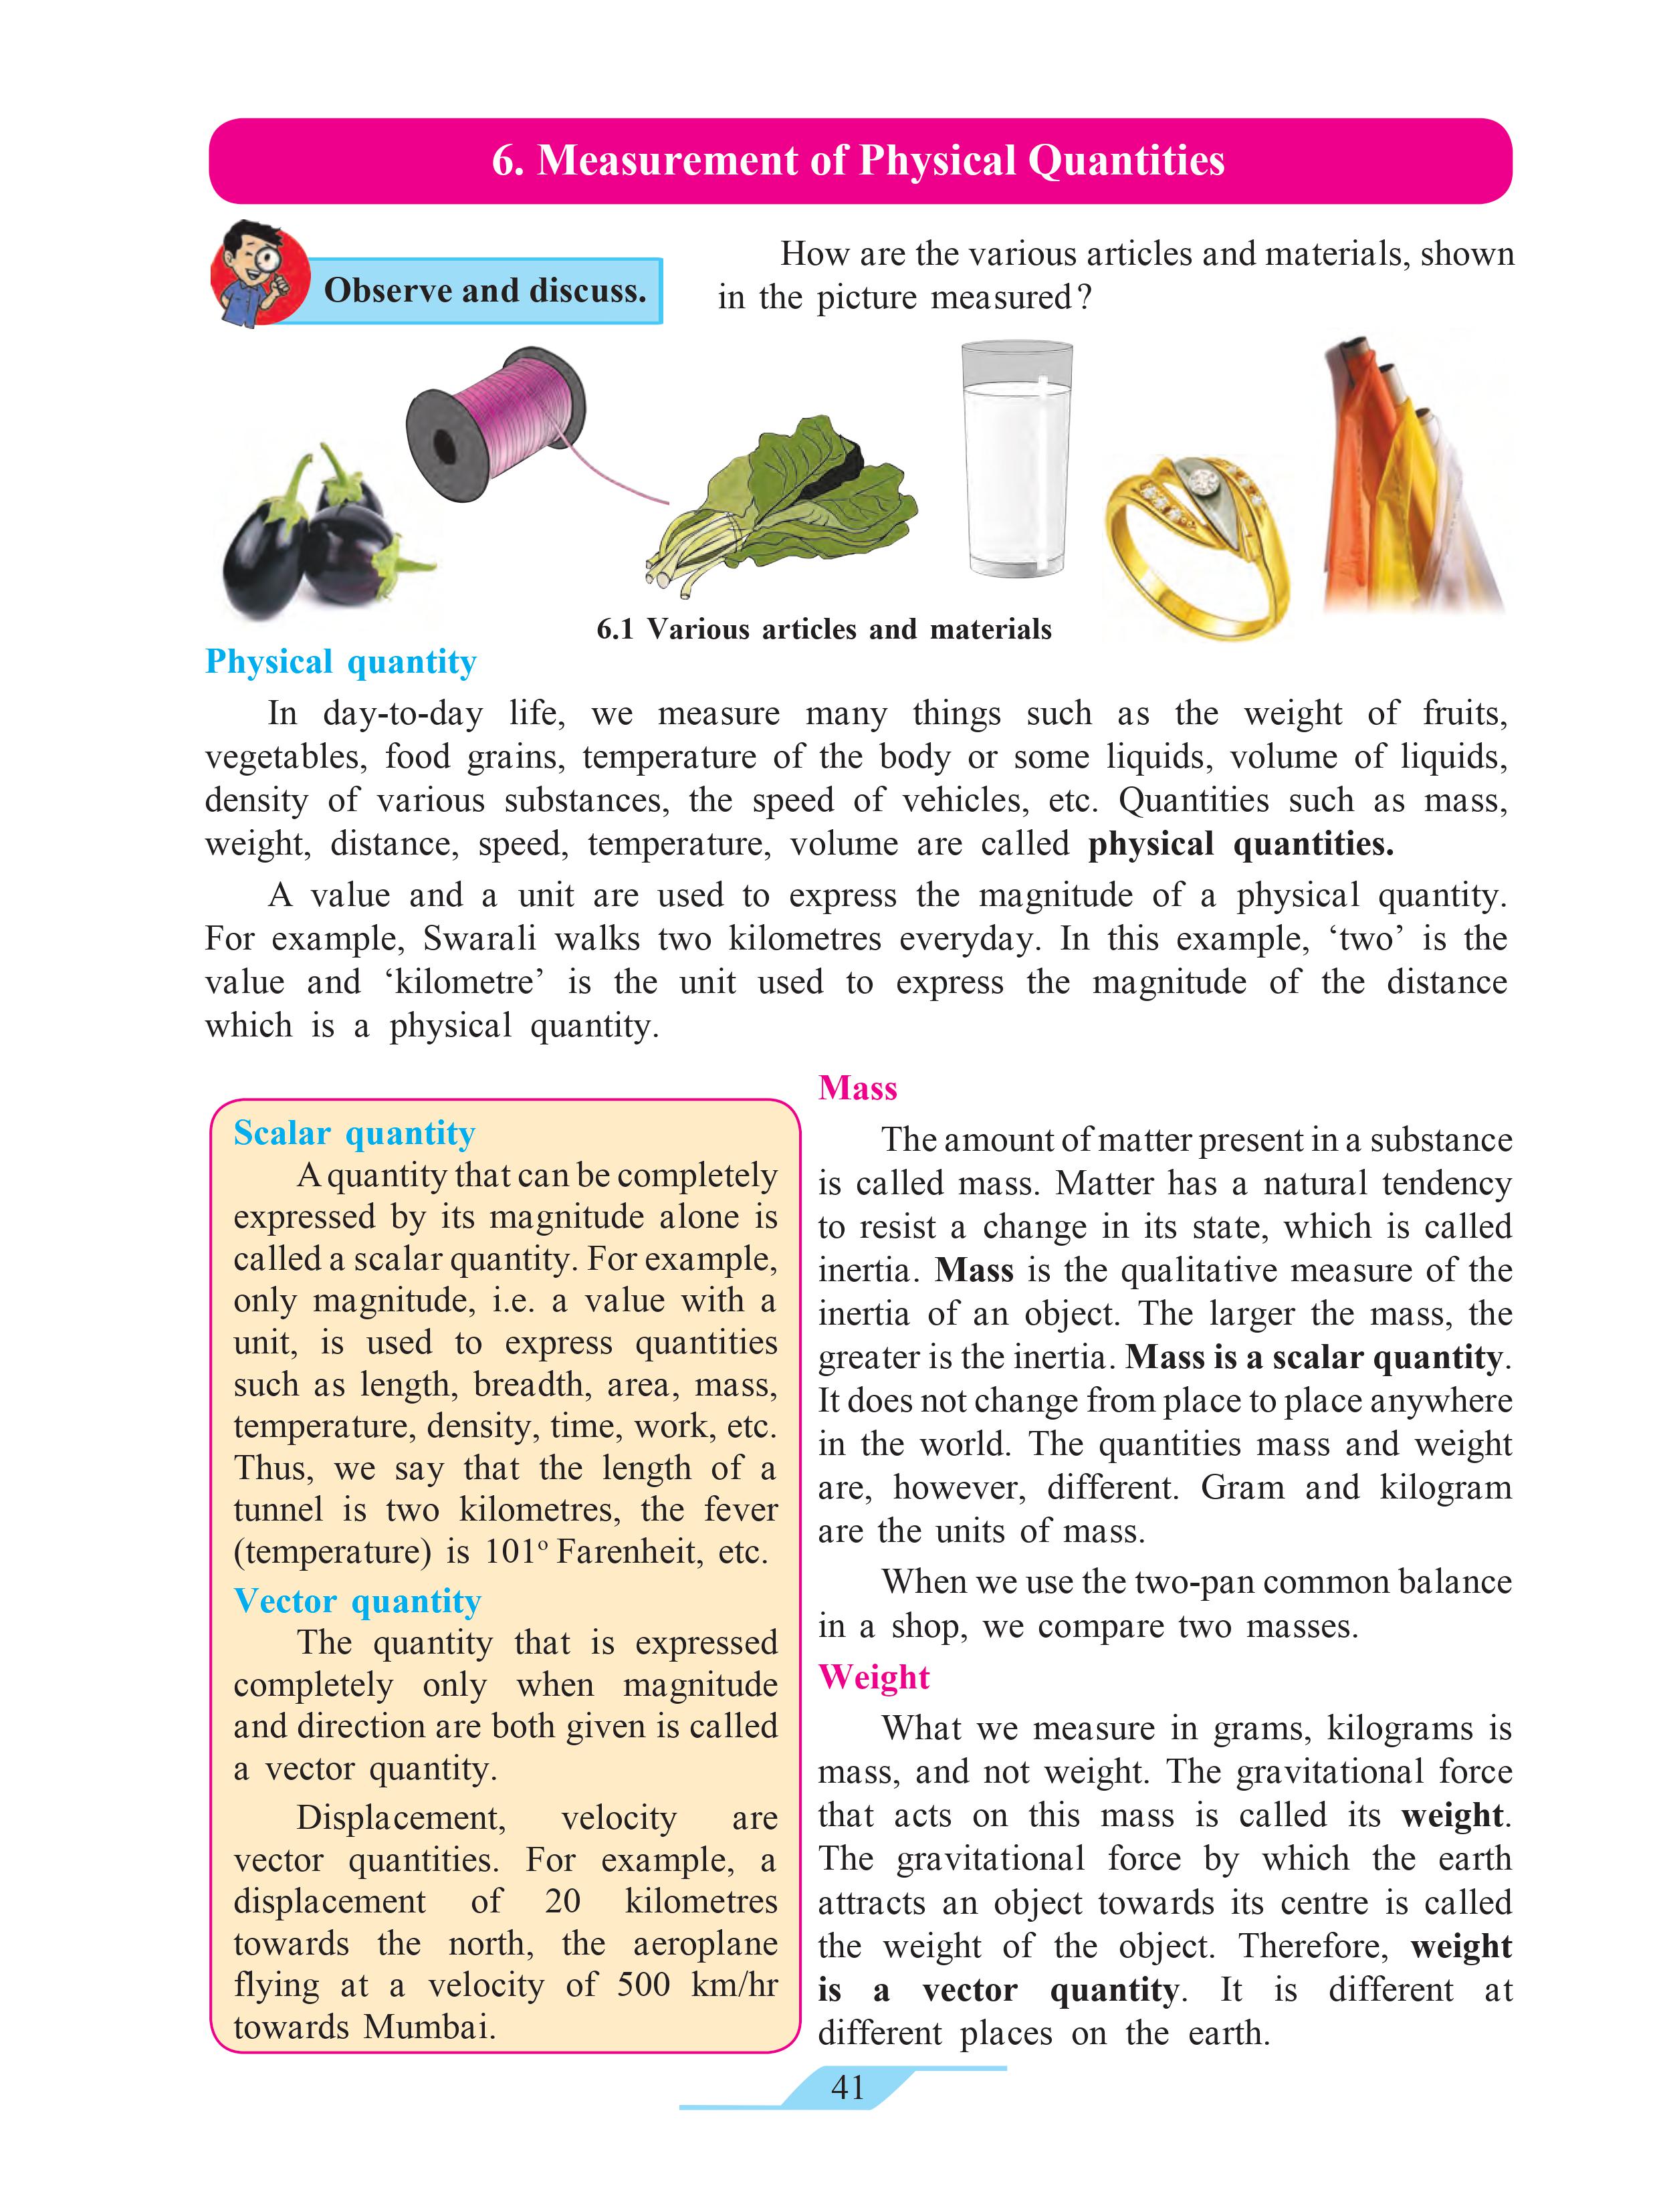 6. Measurement of Physical Quantities
Observe and discuss.
How are the various articles and materials, shown
in the picture measured?
6.1 Various articles and materials
Physical quantity
In day-to-day life, we measure many things such as the weight of fruits,
vegetables, food grains, temperature of the body or some liquids, volume of liquids,
density of various substances, the speed of vehicles, etc. Quantities such as mass,
weight, distance, speed, temperature, volume are called physical quantities.
A value and a unit are used to express the magnitude of a physical quantity.
For example, Swarali walks two kilometres everyday. In this example, ‘two’ is the
value and ‘kilometre’ is the unit used to express the magnitude of the distance
which is a physical quantity.
Scalar quantity
A quantity that can be completely
expressed by its magnitude alone is
called a scalar quantity. For example,
only magnitude, i.e. a value with a
unit, is used to express quantities
such as length, breadth, area, mass,
temperature, density, time, work, etc.
Thus, we say that the length of a
tunnel is two kilometres, the fever
(temperature) is 101º Farenheit, etc.
Vector quantity
The quantity that is expressed
completely only when magnitude
and direction are both given is called
a vector quantity.
Displacement, velocity are
vector quantities. For example, a
displacement of 20 kilometres
towards the north, the aeroplane
flying at a velocity of 500 km/hr
towards Mumbai.
Mass
The amount of matter present in a substance
is called mass. Matter has a natural tendency
to resist a change in its state, which is called
inertia. Mass is the qualitative measure of the
inertia of an object. The larger the mass, the
greater is the inertia. Mass is a scalar quantity.
It does not change from place to place anywhere
in the world. The quantities mass and weight
are, however, different. Gram and kilogram
are the units of mass.
When we use the two-pan common balance
in a shop, we compare two masses.
Weight
What we measure in grams, kilograms is
mass, and not weight. The gravitational force
that acts on this mass is called its weight.
The gravitational force by which the earth
attracts an object towards its centre is called
the weight of the object. Therefore, weight
is a vector quantity. It is different at
different places on the earth.
41